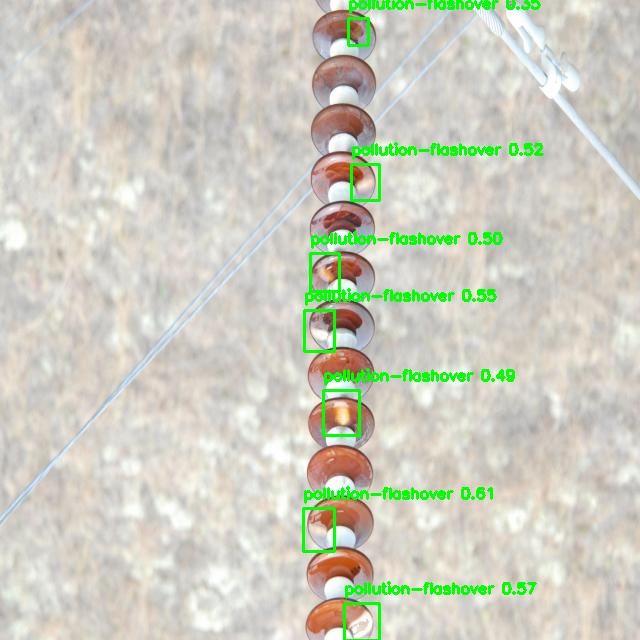 pollution-flashover 0.35
pollution-flashover 0.52
pollution-flashover 0.50
pollution-flashover 0.55
pollution-flashover 0.49
pollution-flashover 0.61
pollution-flashover 0.57